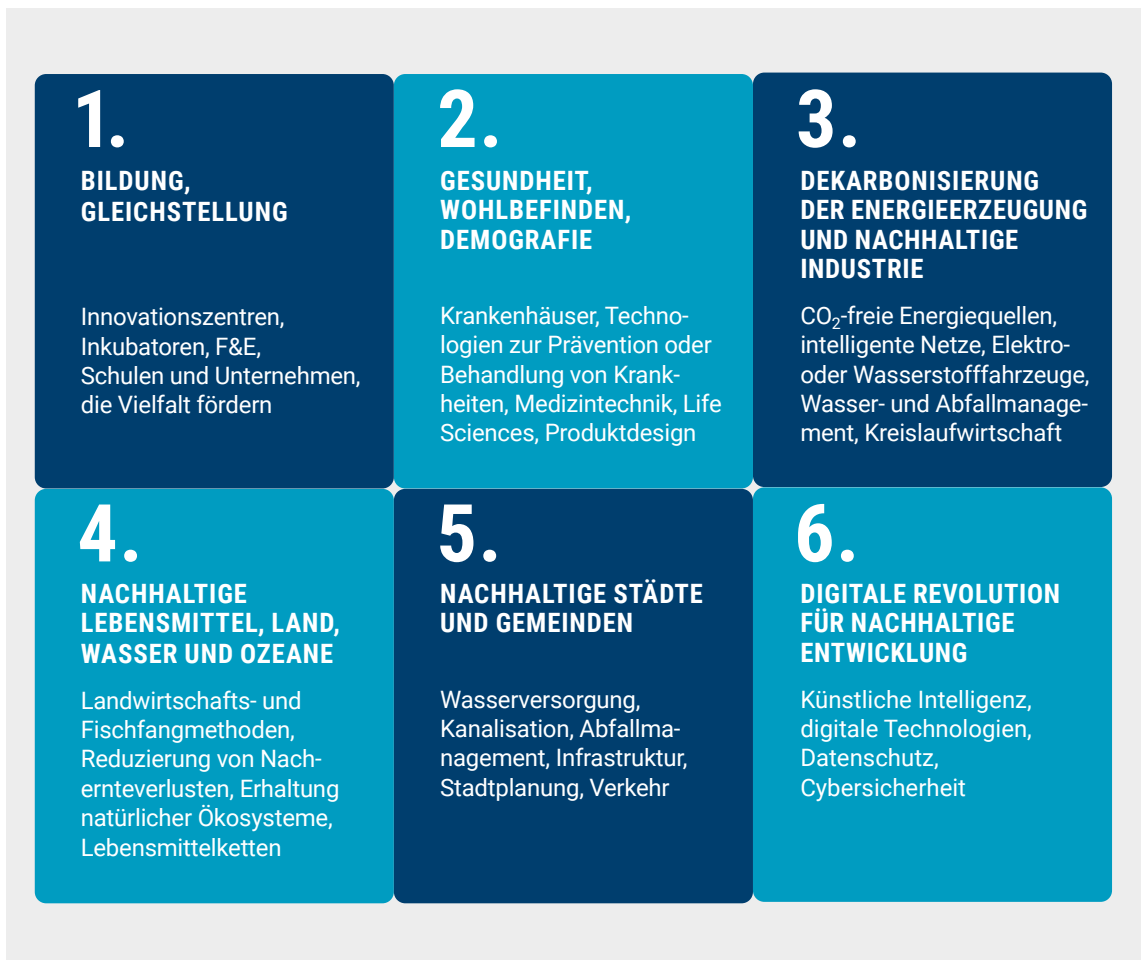 1.
BILDUNG,
GLEICHSTELLUNG
Innovationszentren,
Inkubatoren, F&E,
Schulen und Unternehmen,
die Vielfalt fördern
2.
GESUNDHEIT,
WOHLBEFINDEN,
DEMOGRAFIE
Krankenhäuser, Techno-
logien zur Prävention oder
Behandlung von Krank-
heiten, Medizintechnik, Life
Sciences, Produktdesign
3.
DEKARBONISIERUNG
DER ENERGIEERZEUGUNG
UND NACHHALTIGE
INDUSTRIE
CO₂-freie Energiequellen,
intelligente Netze, Elektro-
oder Wasserstofffahrzeuge,
Wasser- und Abfallmanage-
ment, Kreislaufwirtschaft
4.
NACHHALTIGE
LEBENSMITTEL, LAND,
WASSER UND OZEANE
Landwirtschafts- und
Fischfangmethoden,
Reduzierung von Nach-
ernteverlusten, Erhaltung
natürlicher Ökosysteme,
Lebensmittelketten
5.
NACHHALTIGE STÄDTE
UND GEMEINDEN
Wasserversorgung,
Kanalisation, Abfallma-
nagement, Infrastruktur,
Stadtplanung, Verkehr
6.
DIGITALE REVOLUTION
FÜR NACHHALTIGE
ENTWICKLUNG
Künstliche Intelligenz,
digitale Technologien,
Datenschutz,
Cybersicherheit